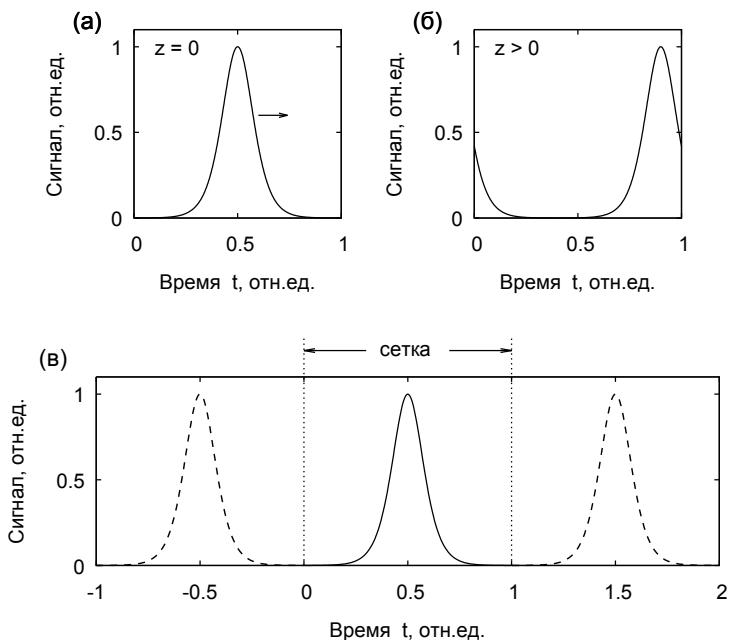 (а)
(б)
z = 0
z > 0
Сигнал, отн.ед.
1
0.5
0
0
0.5
1
Время t, отн.ед.
Сигнал, отн.ед.
1
0.5
0
0
0.5
1
Время t, отн.ед.
(в)
сетка
Сигнал, отн.ед.
1
0.5
0
-1
-0.5
0
0.5
1
1.5
2
Время t, отн.ед.